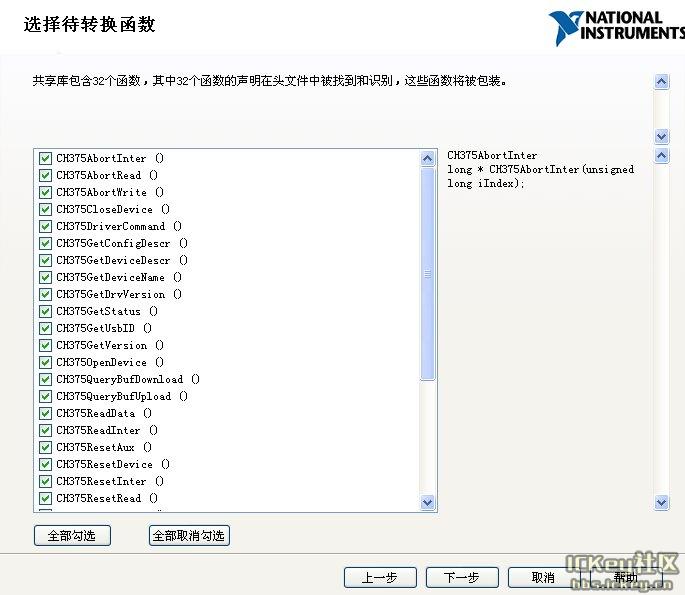 选择待转换函数
NATIONAL
INSTRUMENTS
共享库包含32个函数，其中32个函数的声明在头文件中被找到和识别，这些函数将被包装。
CH375AbortInter ()
CH375AbortRead ()
CH375AbortWrite ()
CH375CloseDevice ()
CH375DriverCommand ()
CH375GetConfigDescr ()
CH375GetDeviceDescr ()
CH375GetDeviceName ()
CH375GetDrvVersion ()
CH375GetStatus ()
CH375GetUsbID ()
CH375GetVersion ()
CH375OpenDevice ()
CH375QueryBufDownload ()
CH375QueryBufUpload ()
CH375ReadData ()
CH375ReadInter ()
CH375ResetAux ()
CH375ResetDevice ()
CH375ResetInter ()
CH375ResetRead ()
CH375AbortInter
long * CH375AbortInter(unsigned
long iIndex);
全部勾选
全部取消勾选
上一步
下一步
取消
帮助
ICKey社区
bbs.ickey.cn